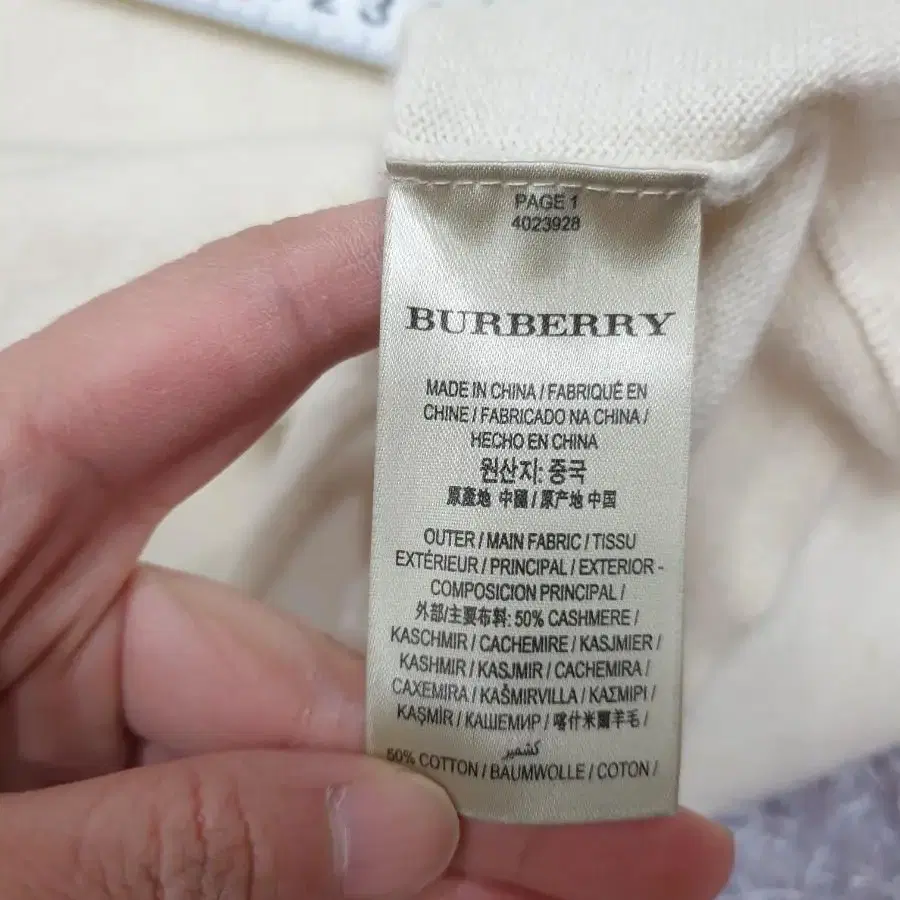 23
PAGE 1
4023928
BURBERRY
MADE IN CHINA / FABRIQUÉ EN
CHINE / FABRICADO NA CHINA /
HECHO EN CHINA
원산지: 중국
原產地 中國 / 原产地 中国
OUTER / MAIN FABRIC / TISSU
EXTÉRIEUR / PRINCIPAL / EXTERIOR -
COMPOSICION PRINCIPAL /
外部/主要布料: 50% CASHMERE /
KASCHMIR / CACHEMIRE / KASJMIER /
KASHMIR / KASJMIR / CACHEMIRA /
CAXEMIRA / KAŠMIRVILLA / ΚΑΣΜΙΡΙ /
KAŞMİR / КАШЕМИР / 喀什米爾羊毛 /
كشمير
50% COTTON / BAUMWOLLE / COTON /